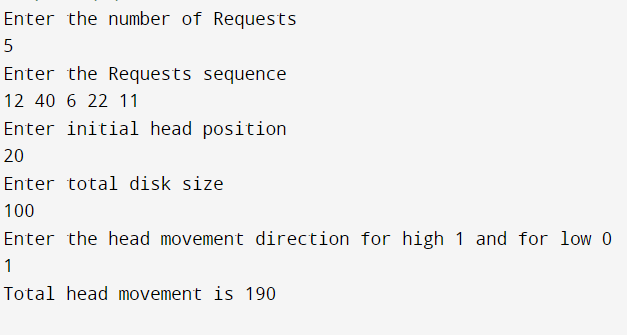 Enter the number of Requests
5
Enter the Requests sequence
12 40 6 22 11
Enter initial head position
20
Enter total disk size
100
Enter the head movement direction for high 1 and for low 0
1
Total head movement is 190